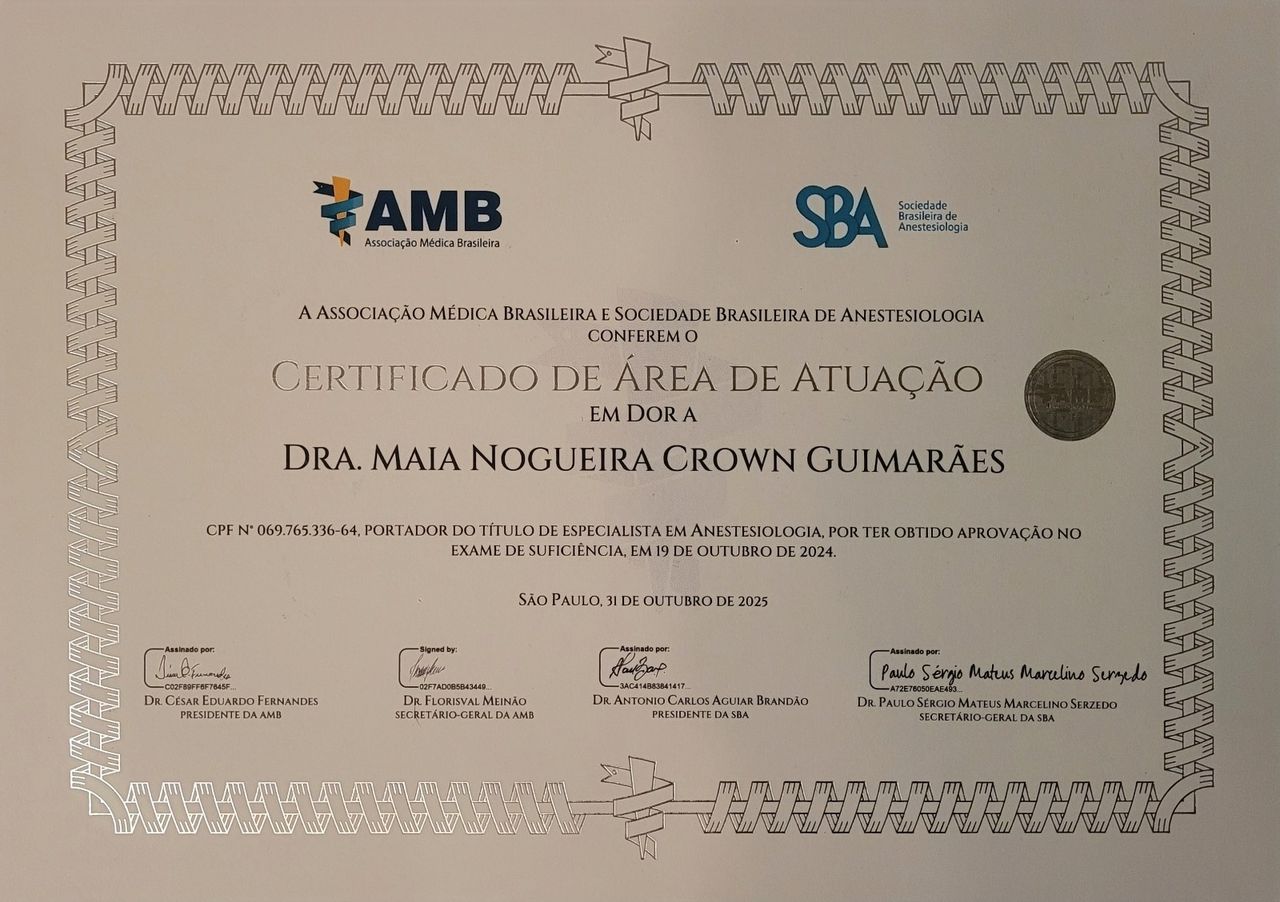 AMB
Associação Médica Brasileira
SBA
Sociedade
Brasileira de
Anestesiologia
A Associação Médica Brasileira e Sociedade Brasileira de Anestesiologia
conferem o
Certificado de Área de Atuação
em Dor a
Dra. Maia Nogueira Crown Guimarães
CPF N° 069.765.336-64, portador do título de especialista em Anestesiologia, por ter obtido aprovação no
exame de suficiência, em 19 de outubro de 2024.
São Paulo, 31 de outubro de 2025
Assinado por:
C02F89FF6F7645F...
Dr. César Eduardo Fernandes
presidente da AMB
Signed by:
02F7AD0B5B43449...
Dr. Florisval Meinão
secretário-geral da AMB
Assinado por:
3AC414B83841417...
Dr. Antonio Carlos Aguiar Brandão
presidente da SBA
Assinado por:
Paulo Sérgio Mateus Marcelino Serzedo
A72E76050EAE493...
Dr. Paulo Sérgio Mateus Marcelino Serzedo
secretário-geral da SBA